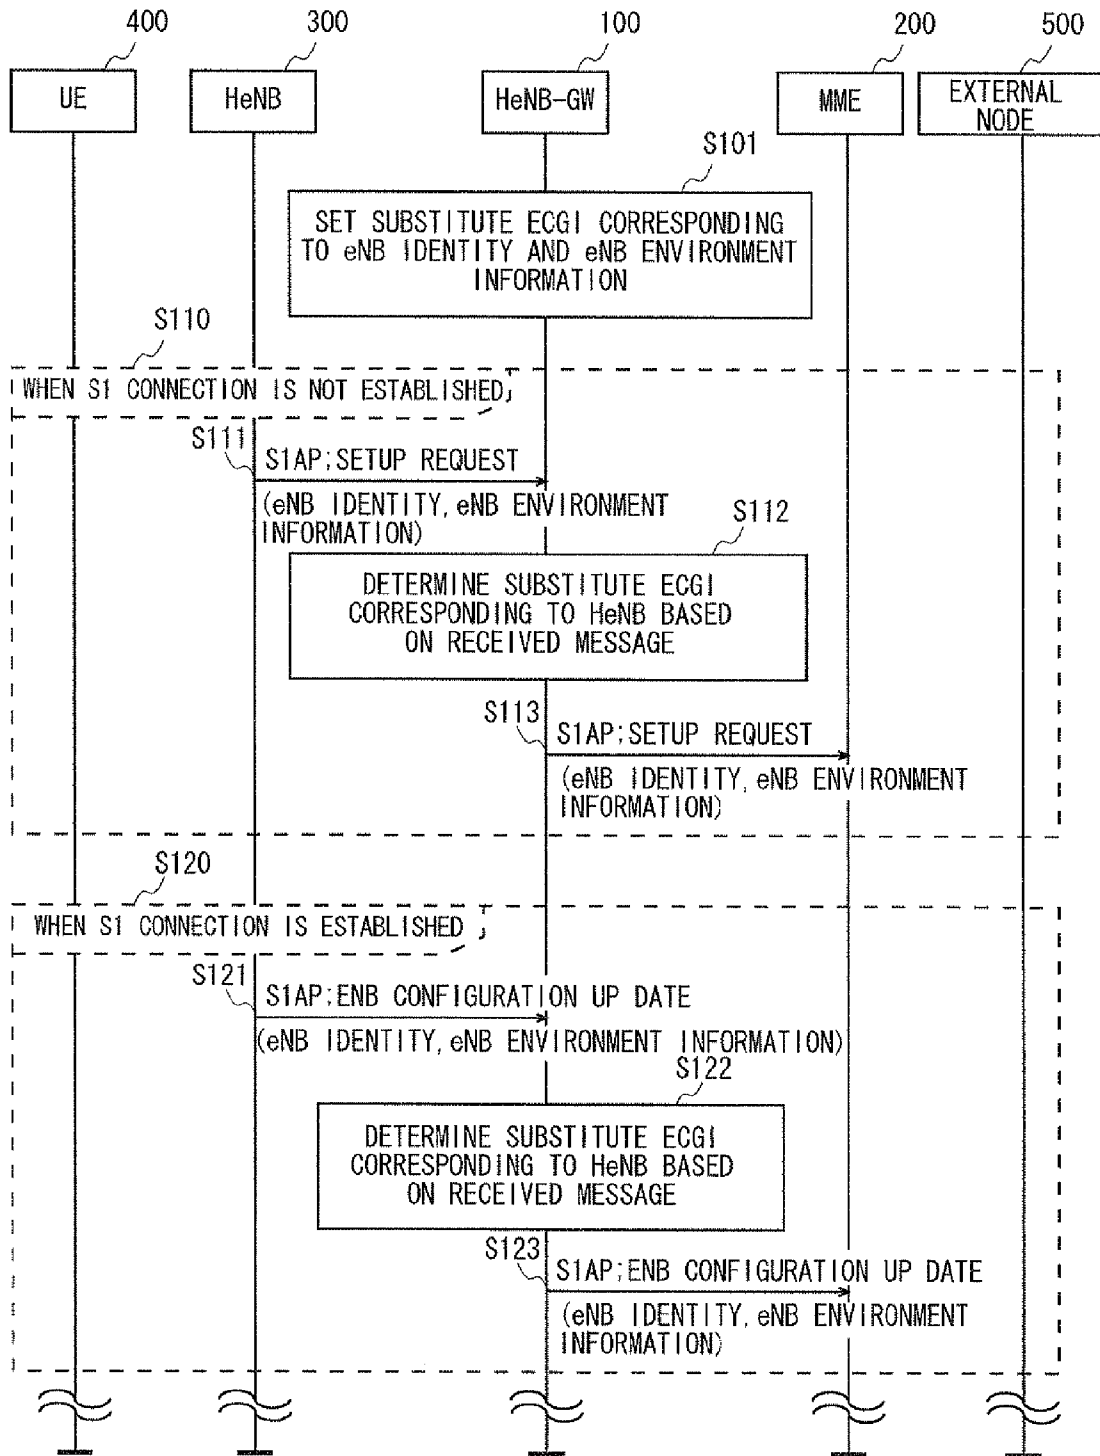 400
300
100
200
500
UE
HeNB
HeNB-GW
MME
EXTERNAL
NODE
S101
SET SUBSTITUTE ECGI CORRESPONDING
TO eNB IDENTITY AND eNB ENVIRONMENT
INFORMATION
S110
WHEN S1 CONNECTION IS NOT ESTABLISHED
S111
S1AP;SETUP REQUEST
(eNB IDENTITY, eNB ENVIRONMENT
INFORMATION)
S112
DETERMINE SUBSTITUTE ECGI
CORRESPONDING TO HeNB BASED
ON RECEIVED MESSAGE
S113
S1AP;SETUP REQUEST
(eNB IDENTITY, eNB ENVIRONMENT
INFORMATION)
S120
WHEN S1 CONNECTION IS ESTABLISHED
S121
S1AP;ENB CONFIGURATION UP DATE
(eNB IDENTITY, eNB ENVIRONMENT INFORMATION)
S122
DETERMINE SUBSTITUTE ECGI
CORRESPONDING TO HeNB BASED
ON RECEIVED MESSAGE
S123
S1AP;ENB CONFIGURATION UP DATE
(eNB IDENTITY, eNB ENVIRONMENT
INFORMATION)